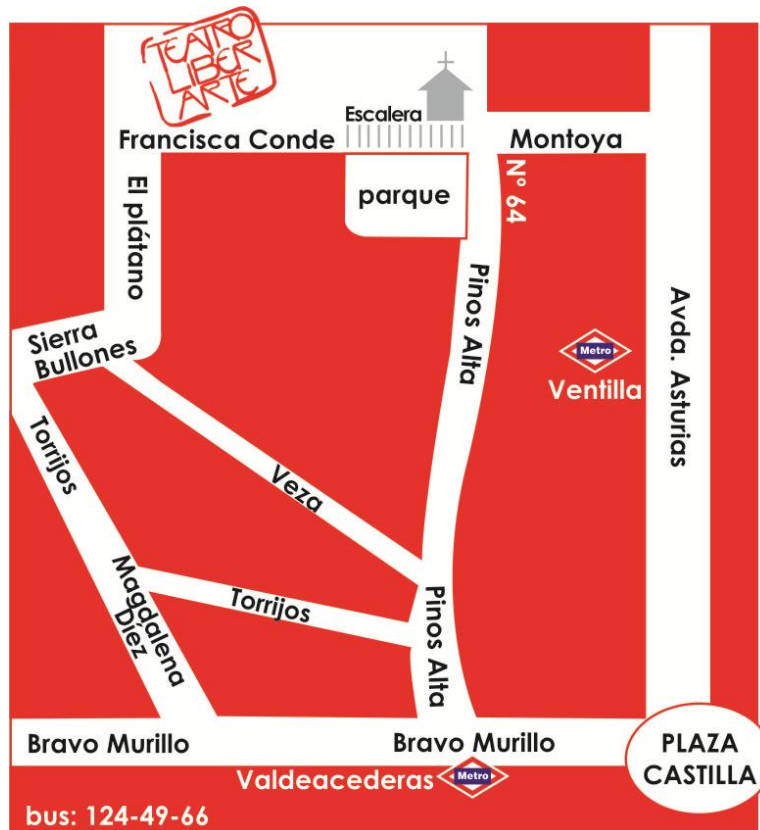 TEATRO
LIBER
ARTE
Escalera
Francisca Conde
Montoya
parque
Nº 64
El plátano
Pinos Alta
Avda. Asturias
Sierra
Bullones
Metro
Ventilla
Torrijos
Veza
Magdalena
Díez
Torrijos
Pinos Alta
Bravo Murillo
Bravo Murillo
PLAZA
CASTILLA
Valdeacederas
Metro
bus: 124-49-66